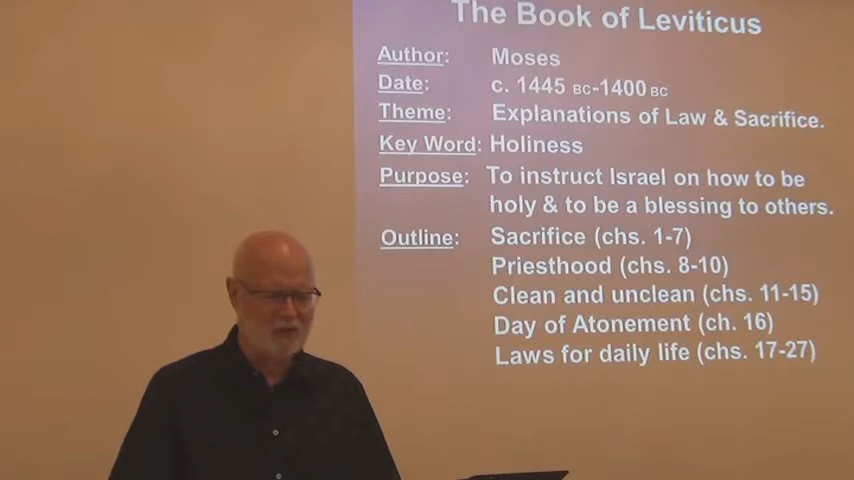 The Book of Leviticus
Author: Moses
Date: c. 1445 BC-1400 BC
Theme: Explanations of Law & Sacrifice.
Key Word: Holiness
Purpose: To instruct Israel on how to be
holy & to be a blessing to others.
Outline: Sacrifice (chs. 1-7)
Priesthood (chs. 8-10)
Clean and unclean (chs. 11-15)
Day of Atonement (ch. 16)
Laws for daily life (chs. 17-27)